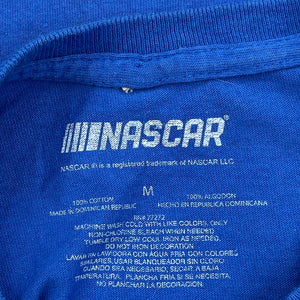 NASCAR
NASCAR ® is a registered trademark of NASCAR LLC
M
100% COTTON
MADE IN DOMINICAN REPUBLIC
100% ALGODON
HECHO EN REPUBLICA DOMINICANA
RN# 77272
MACHINE WASH COLD WITH LIKE COLORS, ONLY
NON-CHLORINE BLEACH WHEN NEEDED
TUMBLE DRY LOW COOL IRON AS NEEDED.
DO NOT IRON DECORATION
LAVAR EN LAVADORA CON AGUA FRIA CON COLORES
SIMILARES, USAR BLANQUEADOR SIN CLORO
CUANDO SEA NECESARIO, SECAR A BAJA
TEMPERATURA, PLANCHA FRIA SI SE NECESITA.
NO PLANCHAR LA DECORACION